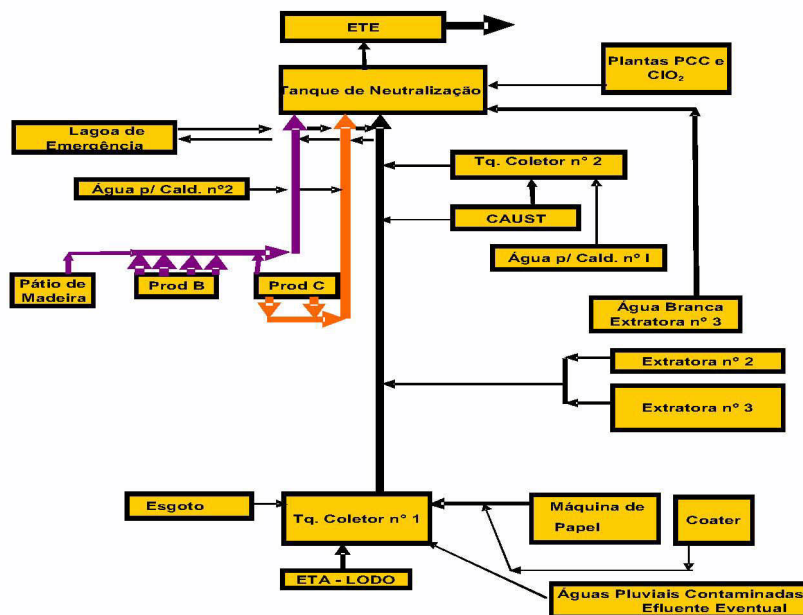 ETE
Plantas PCC e
ClO₂
Tanque de Neutralização
Lagoa de
Emergência
Tq. Coletor nº 2
Água p/ Cald. nº2
CAUST
Água p/ Cald. nº I
Pátio de
Madeira
Prod B
Prod C
Água Branca
Extratora nº 3
Extratora nº 2
Extratora nº 3
Esgoto
Tq. Coletor nº 1
Máquina de
Papel
Coater
ETA - LODO
Águas Pluviais Contaminadas
Efluente Eventual